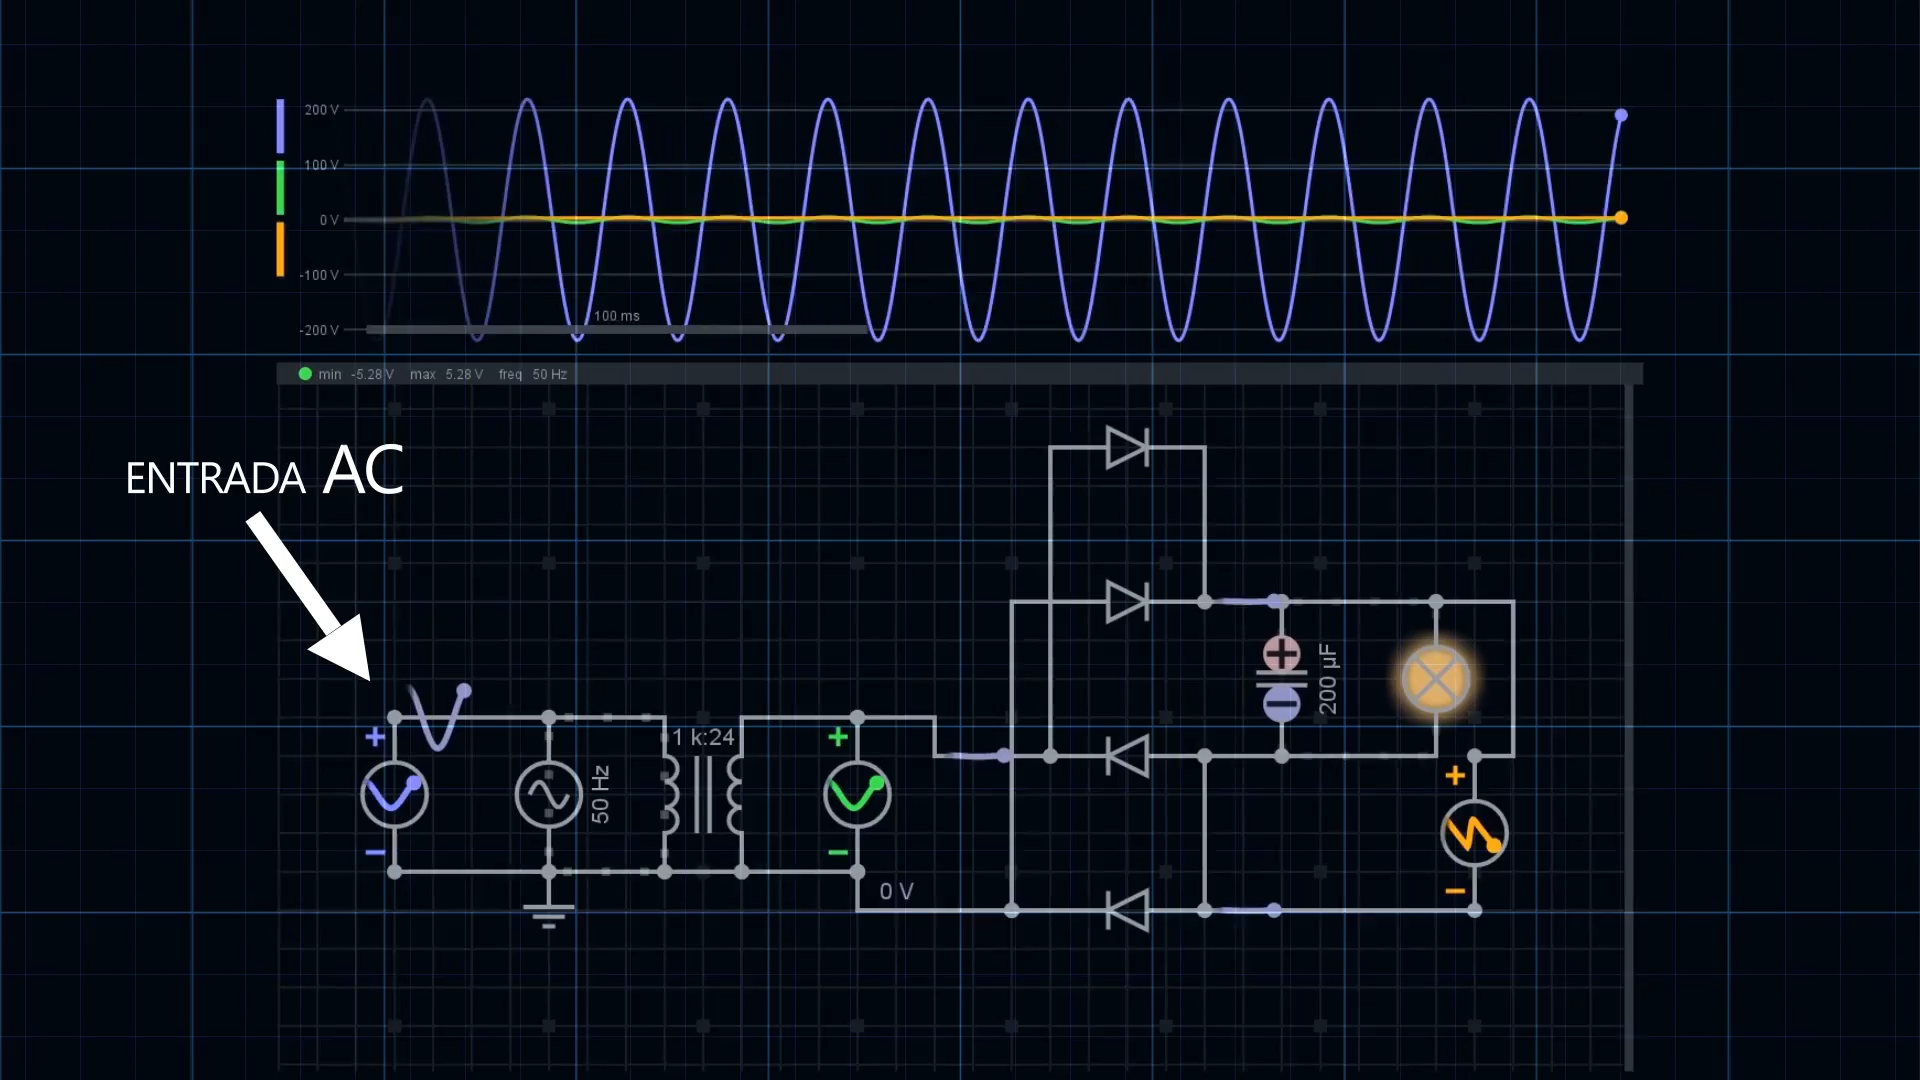 200 V
100 V
0 V
-100 V
-200 V
100 ms
min -5.28 V max 5.28 V freq 50 Hz
ENTRADA AC
1 k:24
50 Hz
200 µF
0 V